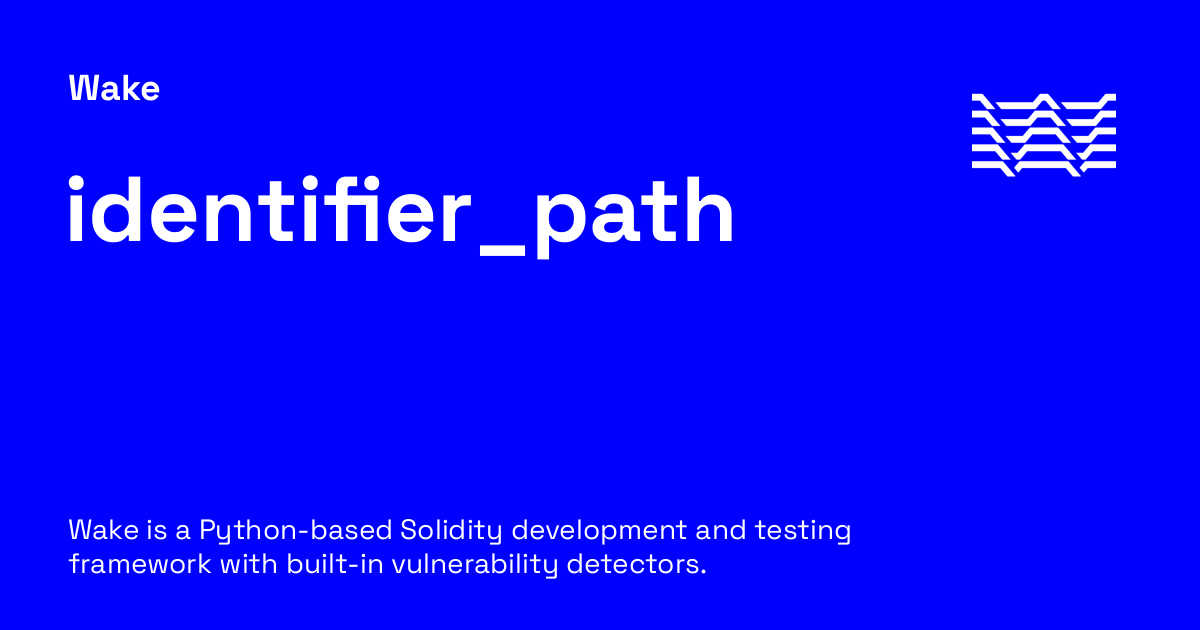 Wake
identifier_path
Wake is a Python-based Solidity development and testing
framework with built-in vulnerability detectors.